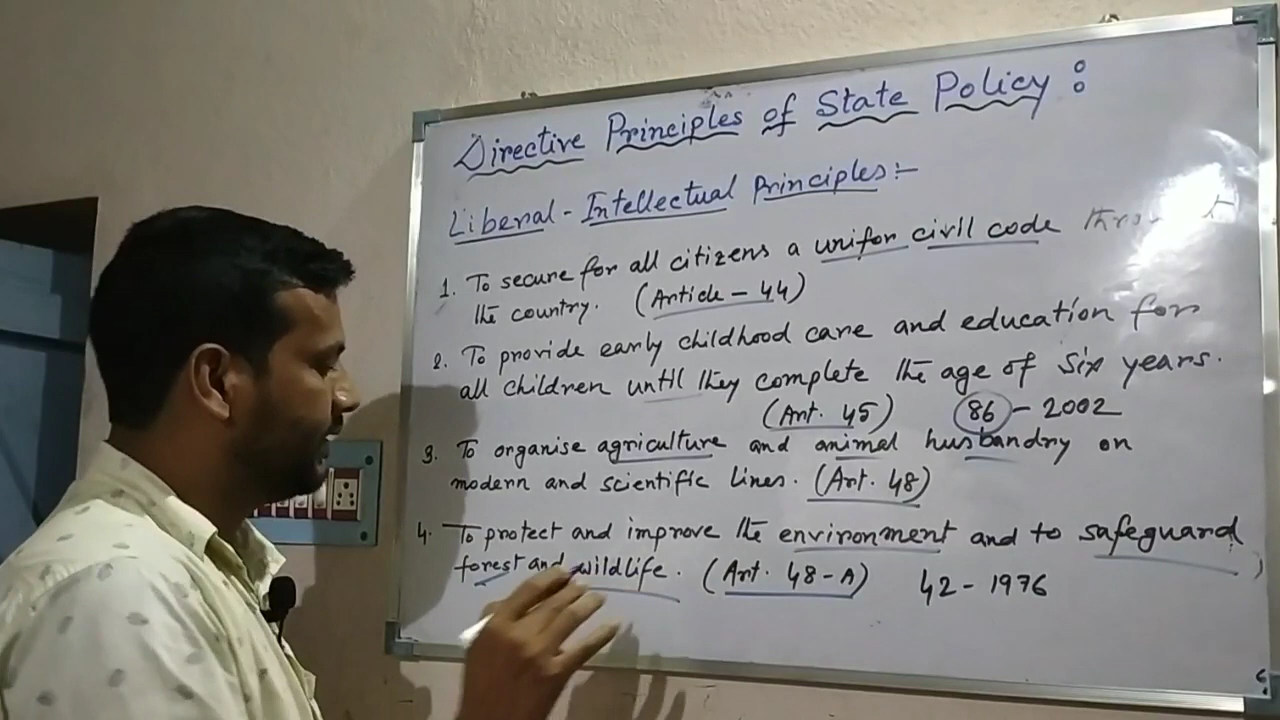 Directive Principles of State Policy :
Liberal - Intellectual Principles :-
1. To secure for all citizens a unifor civil code
the country. (Article - 44)
2. To provide early childhood care and education for
all children until they complete the age of six years.
(Art. 45) 86 - 2002
3. To organise agriculture and animal husbandry on
modern and scientific lines. (Art. 48)
4. To protect and improve the environment and to safeguard
forest and wildlife. (Art. 48-A) 42 - 1976